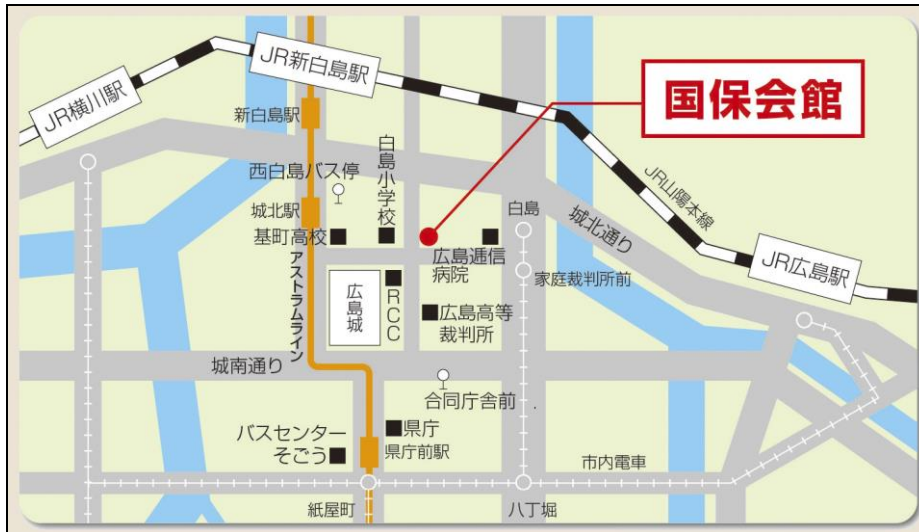 JR新白島駅
JR横川駅
国保会館
新白島駅
白島小学校
西白島バス停
JR山陽本線
城北駅
白島
城北通り
基町高校
広島逓信
病院
JR広島駅
アストラムライン
広島城
RCC
家庭裁判所前
広島高等
裁判所
城南通り
合同庁舎前
バスセンター
そごう
県庁
県庁前駅
市内電車
紙屋町
八丁堀